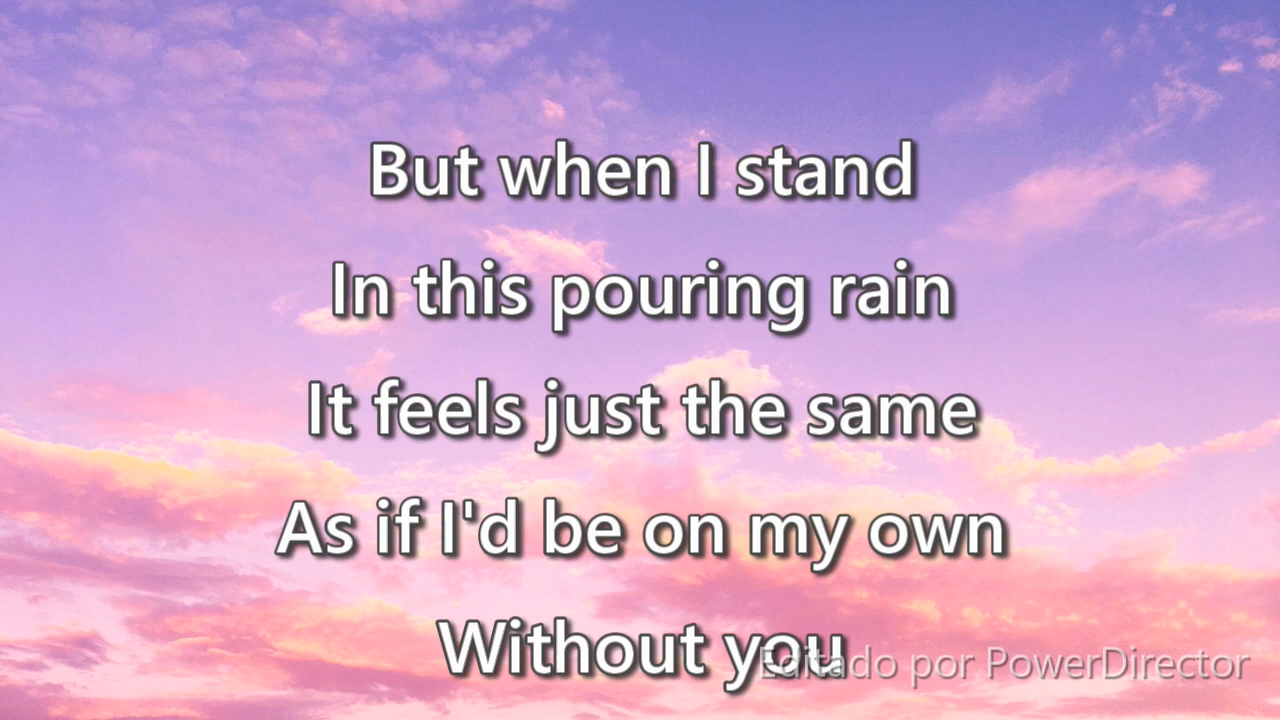 But when I stand
In this pouring rain
It feels just the same
As if I'd be on my own
Without you
Editado por PowerDirector